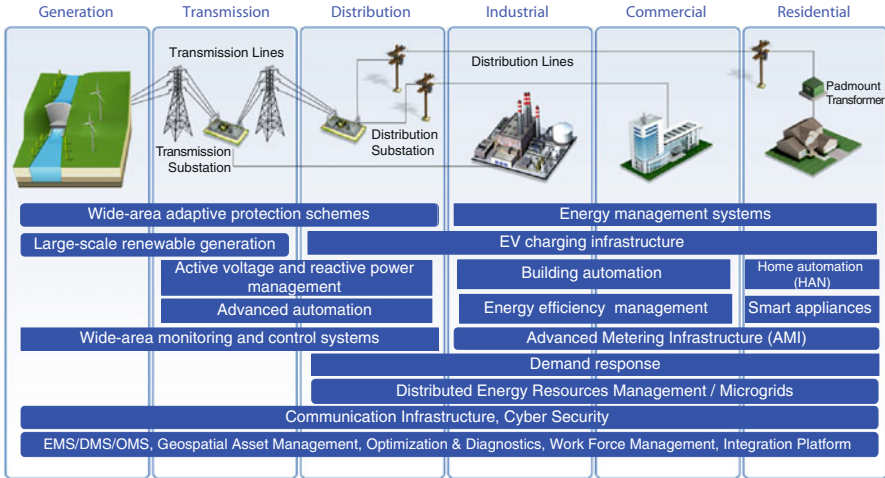 Generation
Transmission
Distribution
Industrial
Commercial
Residential
Transmission Lines
Distribution Lines
Padmount
Transformer
Transmission
Substation
Distribution
Substation
Wide-area adaptive protection schemes
Energy management systems
Large-scale renewable generation
EV charging infrastructure
Active voltage and reactive power
management
Building automation
Home automation
(HAN)
Advanced automation
Energy efficiency management
Smart appliances
Wide-area monitoring and control systems
Advanced Metering Infrastructure (AMI)
Demand response
Distributed Energy Resources Management / Microgrids
Communication Infrastructure, Cyber Security
EMS/DMS/OMS, Geospatial Asset Management, Optimization & Diagnostics, Work Force Management, Integration Platform